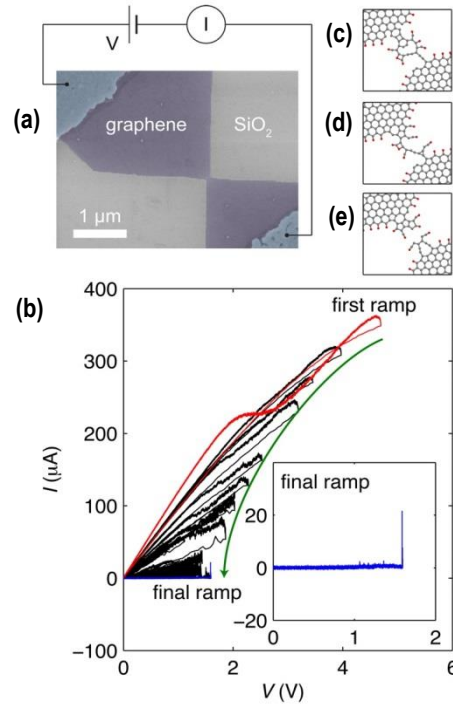 V
I
(a)
graphene
SiO2
1 μm
(c)
(d)
(e)
(b)
400
300
200
100
0
−100
I (μA)
first ramp
final ramp
final ramp
20
0
−20
0
1
2
0
2
4
6
V (V)